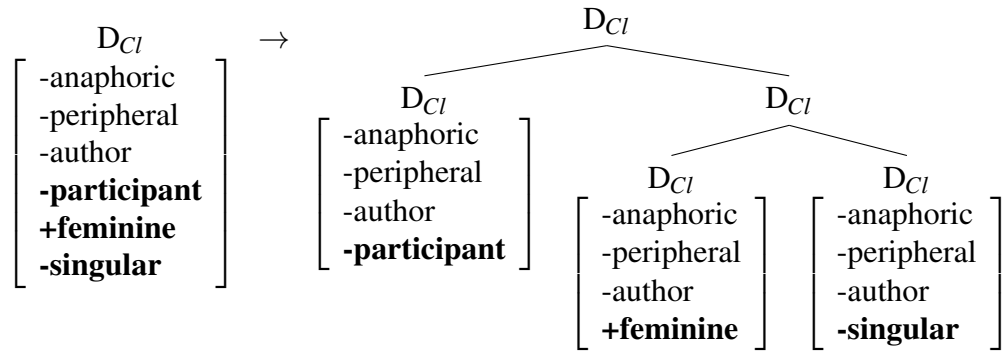 D_Cl → D_Cl
-anaphoric
-peripheral
-author
-participant
+feminine
-singular
D_Cl
-anaphoric
-peripheral
-author
-participant
D_Cl
D_Cl
-anaphoric
-peripheral
-author
+feminine
D_Cl
-anaphoric
-peripheral
-author
-singular